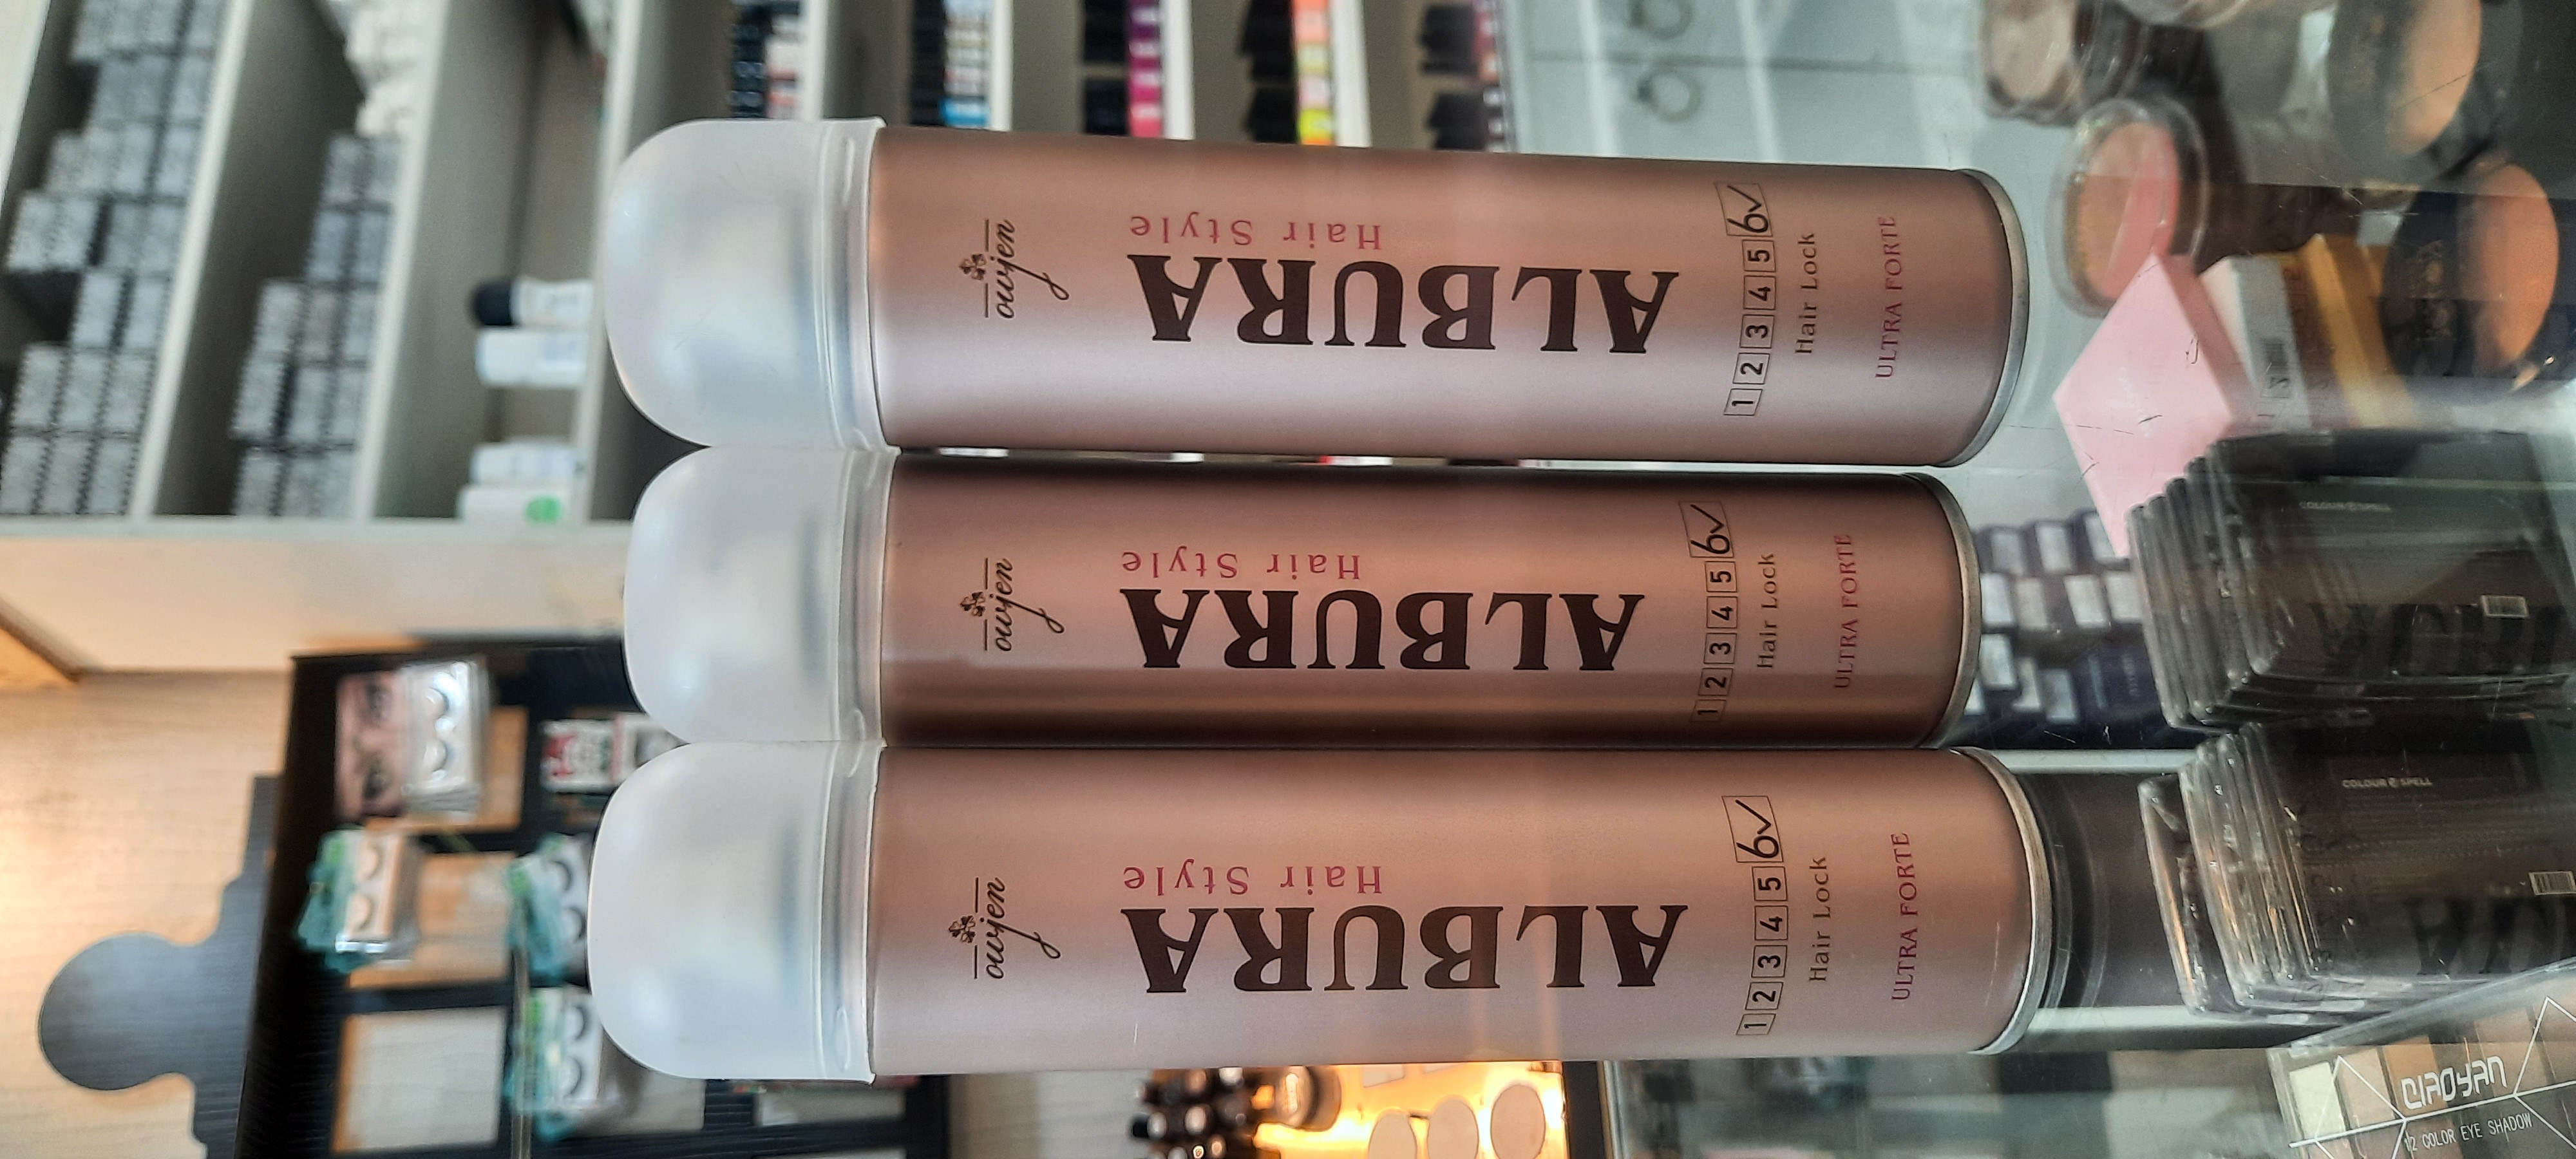 owjen
ALBURA
Hair Style
1 2 3 4 5 6✓
Hair Lock
ULTRA FORTE
owjen
ALBURA
Hair Style
1 2 3 4 5 6✓
Hair Lock
ULTRA FORTE
owjen
ALBURA
Hair Style
1 2 3 4 5 6✓
Hair Lock
ULTRA FORTE
COLOUR SPELL
COLOUR SPELL
QIAOYAN
12 COLOR EYE SHADOW